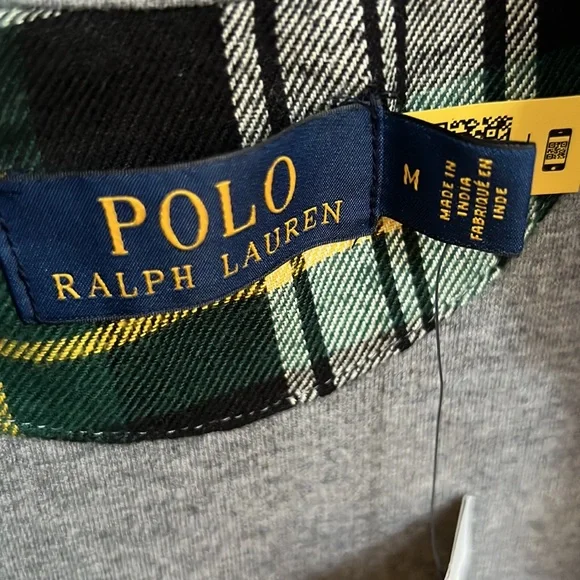 POLO
RALPH LAUREN
M
MADE IN
INDIA
FABRIQUÉ EN
INDE